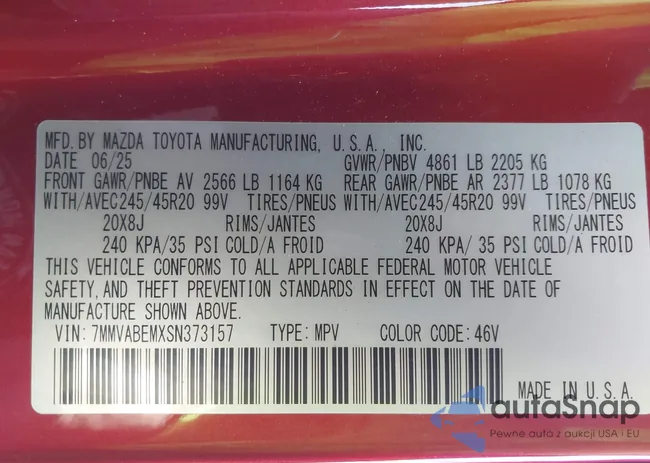 MFD. BY MAZDA TOYOTA MANUFACTURING, U.S.A., INC.
DATE 06/25 GVWR/PNBV 4861 LB 2205 KG
FRONT GAWR/PNBE AV 2566 LB 1164 KG REAR GAWR/PNBE AR 2377 LB 1078 KG
WITH/AVEC245/45R20 99V TIRES/PNEUS WITH/AVEC245/45R20 99V TIRES/PNEUS
20X8J RIMS/JANTES 20X8J RIMS/JANTES
240 KPA/35 PSI COLD/A FROID 240 KPA/ 35 PSI COLD/A FROID
THIS VEHICLE CONFORMS TO ALL APPLICABLE FEDERAL MOTOR VEHICLE
SAFETY, AND THEFT PREVENTION STANDARDS IN EFFECT ON THE DATE OF
MANUFACTURE SHOWN ABOVE.
VIN: 7MMVABEMXSN373157 TYPE: MPV COLOR CODE: 46V
MADE IN U.S.A.
autaSnap
Pewne auta z aukcji USA i EU